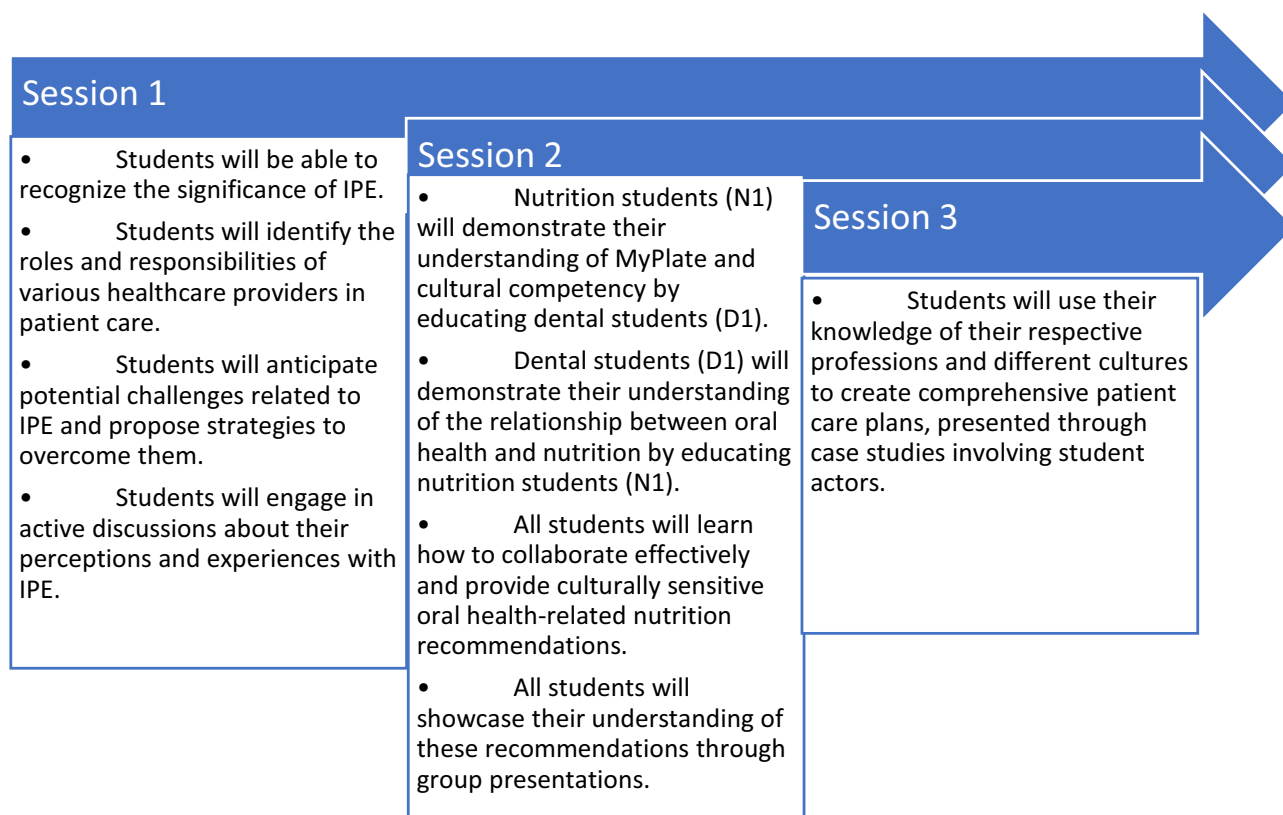 Session 1
• Students will be able to
recognize the significance of IPE.
• Students will identify the
roles and responsibilities of
various healthcare providers in
patient care.
• Students will anticipate
potential challenges related to
IPE and propose strategies to
overcome them.
• Students will engage in
active discussions about their
perceptions and experiences with
IPE.
Session 2
• Nutrition students (N1)
will demonstrate their
understanding of MyPlate and
cultural competency by
educating dental students (D1).
• Dental students (D1) will
demonstrate their understanding
of the relationship between oral
health and nutrition by educating
nutrition students (N1).
• All students will learn
how to collaborate effectively
and provide culturally sensitive
oral health-related nutrition
recommendations.
• All students will
showcase their understanding of
these recommendations through
group presentations.
Session 3
• Students will use their
knowledge of their respective
professions and different cultures
to create comprehensive patient
care plans, presented through
case studies involving student
actors.